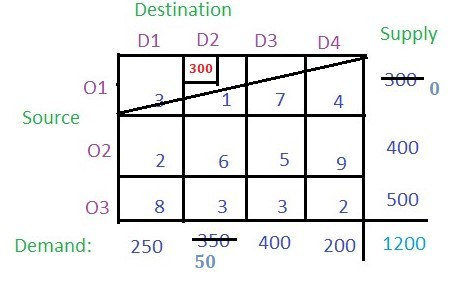 Destination
D1 D2 D3 D4 Supply
300
O1 3 1 7 4 300 0
Source
O2 2 6 5 9 400
O3 8 3 3 2 500
Demand: 250 350 400 200 1200
50